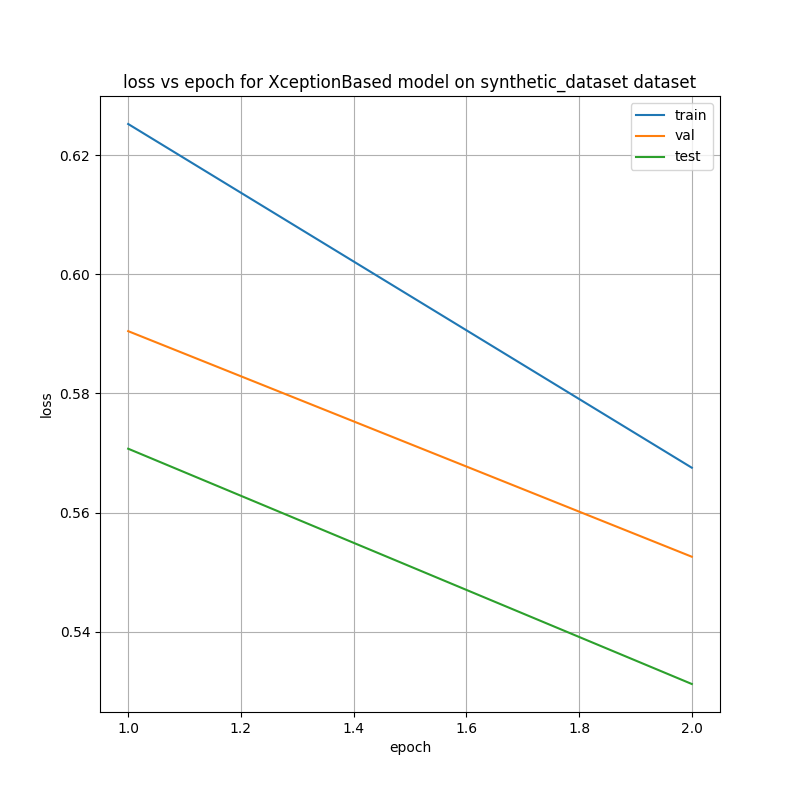 loss vs epoch for XceptionBased model on synthetic_dataset dataset
train
val
test
0.62
0.60
0.58
0.56
0.54
loss
1.0 1.2 1.4 1.6 1.8 2.0
epoch